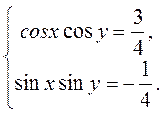 cosx cos y = 3/4 ,
sin x sin y = − 1/4 .